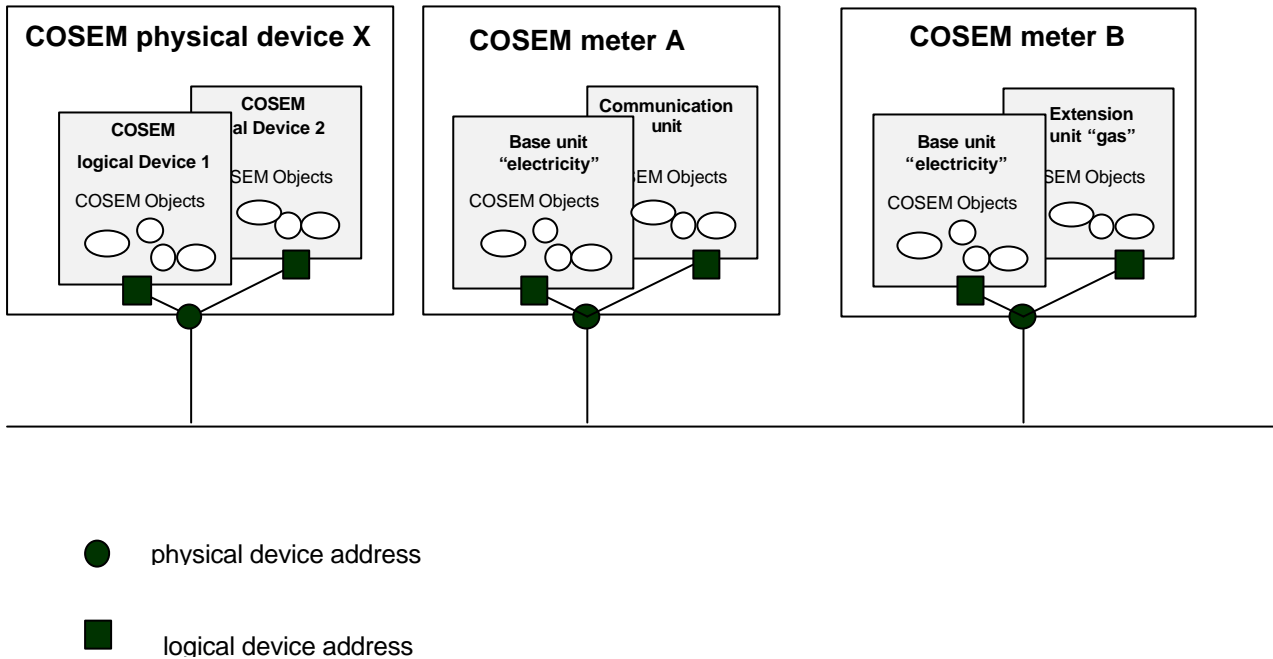 COSEM physical device X
COSEM
al Device 2
COSEM
logical Device 1
SEM Objects
COSEM Objects
COSEM meter A
Communication
unit
Base unit
“electricity”
EM Objects
COSEM Objects
COSEM meter B
Extension
unit “gas”
Base unit
“electricity”
SEM Objects
COSEM Objects
physical device address
logical device address